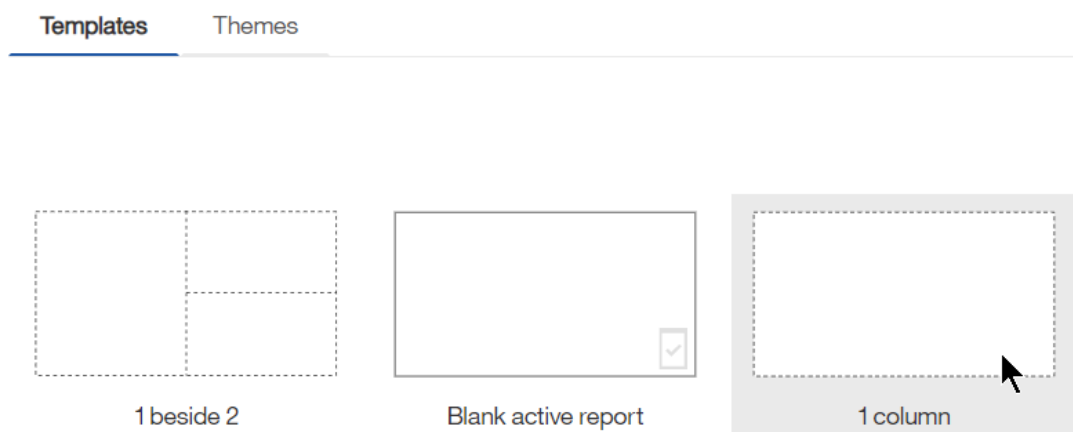 Templates Themes
1 beside 2 Blank active report 1 column